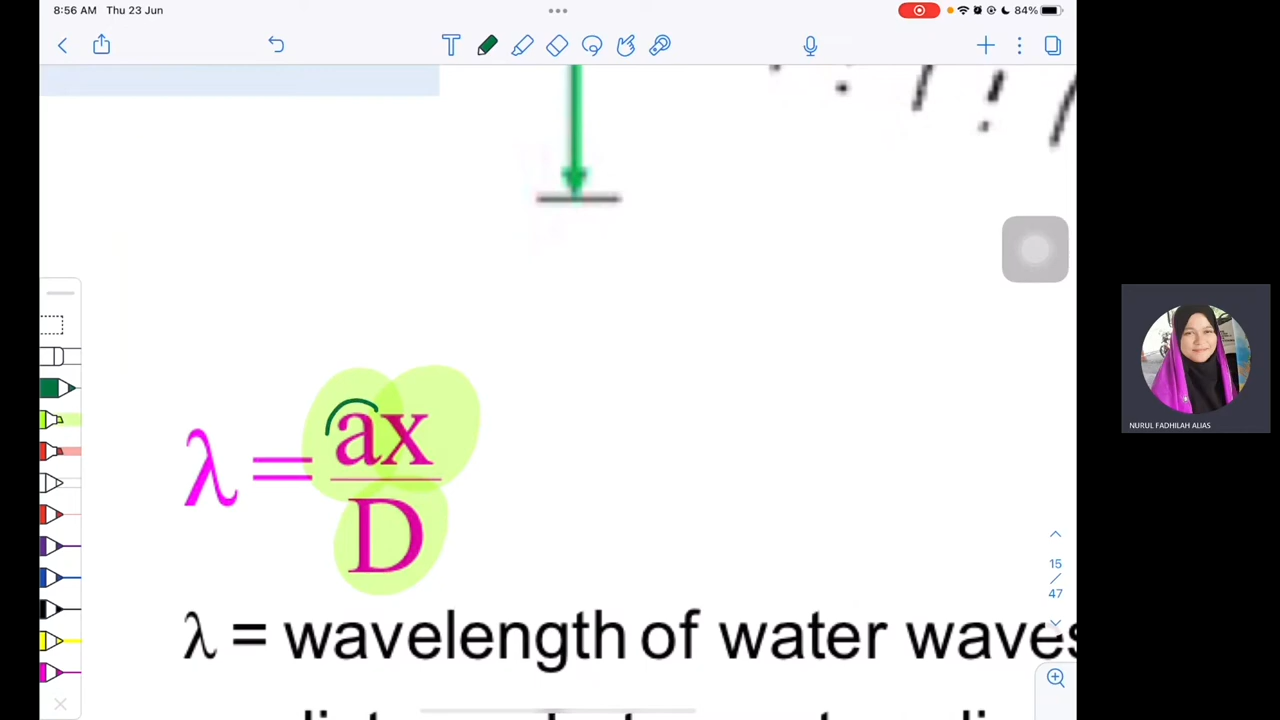 8:56 AM Thu 23 Jun
84%
T
λ = ax
D
15
/
47
λ = wavelength of water waves
NURUL FADHILAH ALIAS